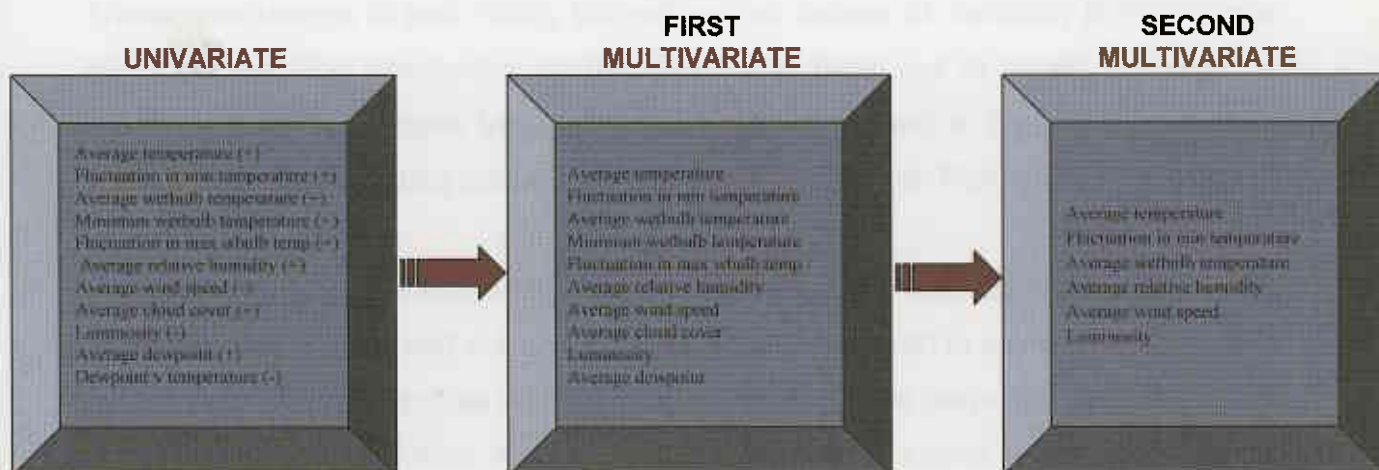 UNIVARIATE
Average temperature (+)
Fluctuation in min temperature (+)
Average wetbulb temperature (+)
Minimum wetbulb temperature (+)
Fluctuation in max wbulb temp (+)
Average relative humidity (+)
Average wind speed (-)
Average cloud cover (-)
Luminosity (-)
Average dewpoint (+)
Dewpoint v temperature (-)
FIRST
MULTIVARIATE
Average temperature
Fluctuation in min temperature
Average wetbulb temperature
Minimum wetbulb temperature
Fluctuation in max wbulb temp
Average relative humidity
Average wind speed
Average cloud cover
Luminosity
Average dewpoint
SECOND
MULTIVARIATE
Average temperature
Fluctuation in min temperature
Average wetbulb temperature
Average relative humidity
Average wind speed
Luminosity